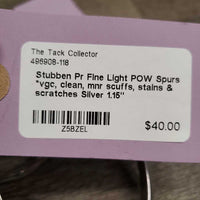 The Tack Collector
496908-118
Stubben Pr Fine Light POW Spurs
*vgc, clean, mnr scuffs, stains &
scratches Silver 1.15"
Z5BZEL
$40.00